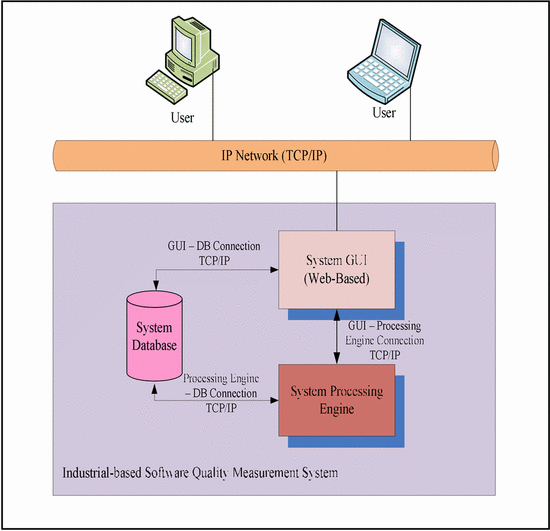 User
User
IP Network (TCP/IP)
GUI – DB Connection
TCP/IP
System GUI
(Web-Based)
System
Database
GUI – Processing
Engine Connection
TCP/IP
Processing Engine
– DB Connection
TCP/IP
System Processing
Engine
Industrial-based Software Quality Measurement System